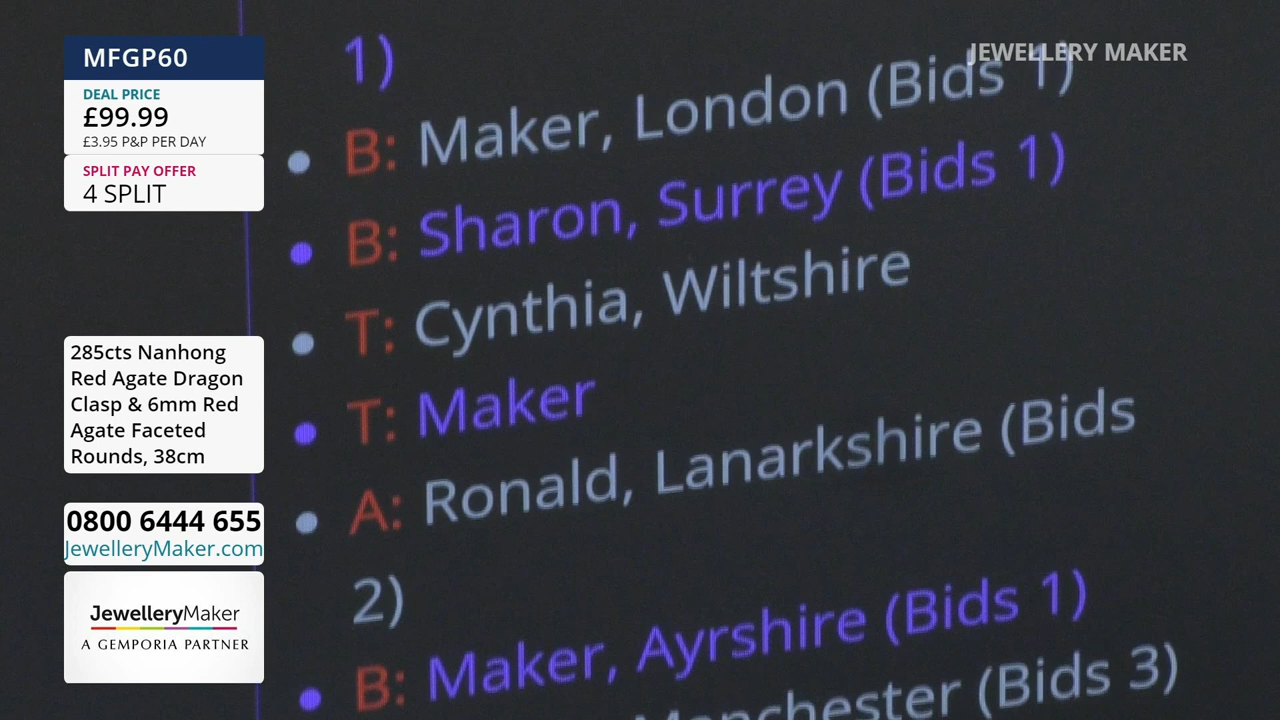 MFGP60
DEAL PRICE
£99.99
£3.95 P&P PER DAY
SPLIT PAY OFFER
4 SPLIT
285cts Nanhong
Red Agate Dragon
Clasp & 6mm Red
Agate Faceted
Rounds, 38cm
0800 6444 655
JewelleryMaker.com
JewelleryMaker
A GEMPORIA PARTNER
JEWELLERY MAKER
1)
B: Maker, London (Bids 1)
B: Sharon, Surrey (Bids 1)
T: Cynthia, Wiltshire
T: Maker
A: Ronald, Lanarkshire (Bids
2)
B: Maker, Ayrshire (Bids 1)
(Bids 3)